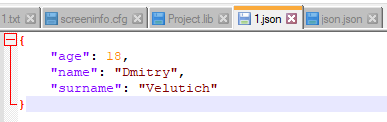 1.txt screeninfo.cfg Project.lib 1.json json.json
{
"age": 18,
"name": "Dmitry",
"surname": "Velutich"
}